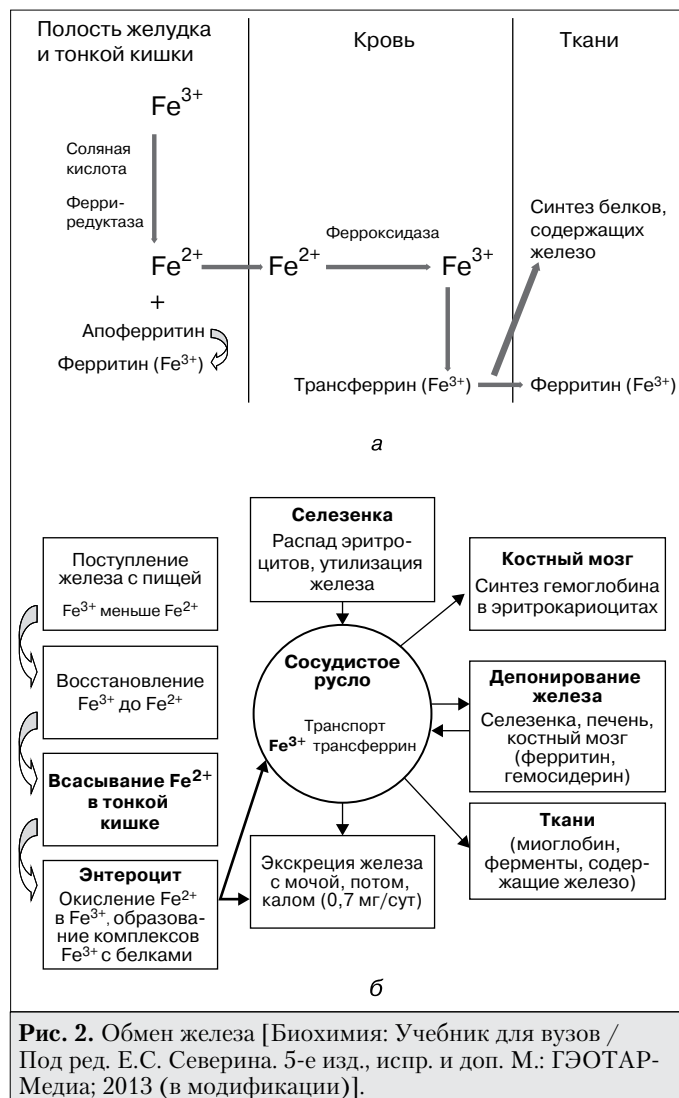 Полость желудка
и тонкой кишки
Кровь
Ткани
Fe³⁺
Соляная
кислота
Ферри-
редуктаза
Fe²⁺
Fe²⁺
Ферроксидаза
Fe³⁺
Синтез белков,
содержащих
железо
+
Апоферритин
Ферритин (Fe³⁺)
Трансферрин (Fe³⁺)
Ферритин (Fe³⁺)
а
Поступление
железа с пищей
Fe³⁺ меньше Fe²⁺
Восстановление
Fe³⁺ до Fe²⁺
Всасывание Fe²⁺
в тонкой
кишке
Энтероцит
Окисление Fe²⁺
в Fe³⁺, образова-
ние комплексов
Fe³⁺ с белками
Селезенка
Распад эритро-
цитов, утилизация
железа
Сосудистое
русло
Транспорт
Fe³⁺ трансферрин
Экскреция железа
с мочой, потом,
калом (0,7 мг/сут)
Костный мозг
Синтез гемоглобина
в эритрокариоцитах
Депонирование
железа
Селезенка, печень,
костный мозг
(ферритин,
гемосидерин)
Ткани
(миоглобин,
ферменты, содер-
жащие железо)
б
Рис. 2. Обмен железа [Биохимия: Учебник для вузов /
Под ред. Е.С. Северина. 5-е изд., испр. и доп. М.: ГЭОТАР-
Медиа; 2013 (в модификации)].